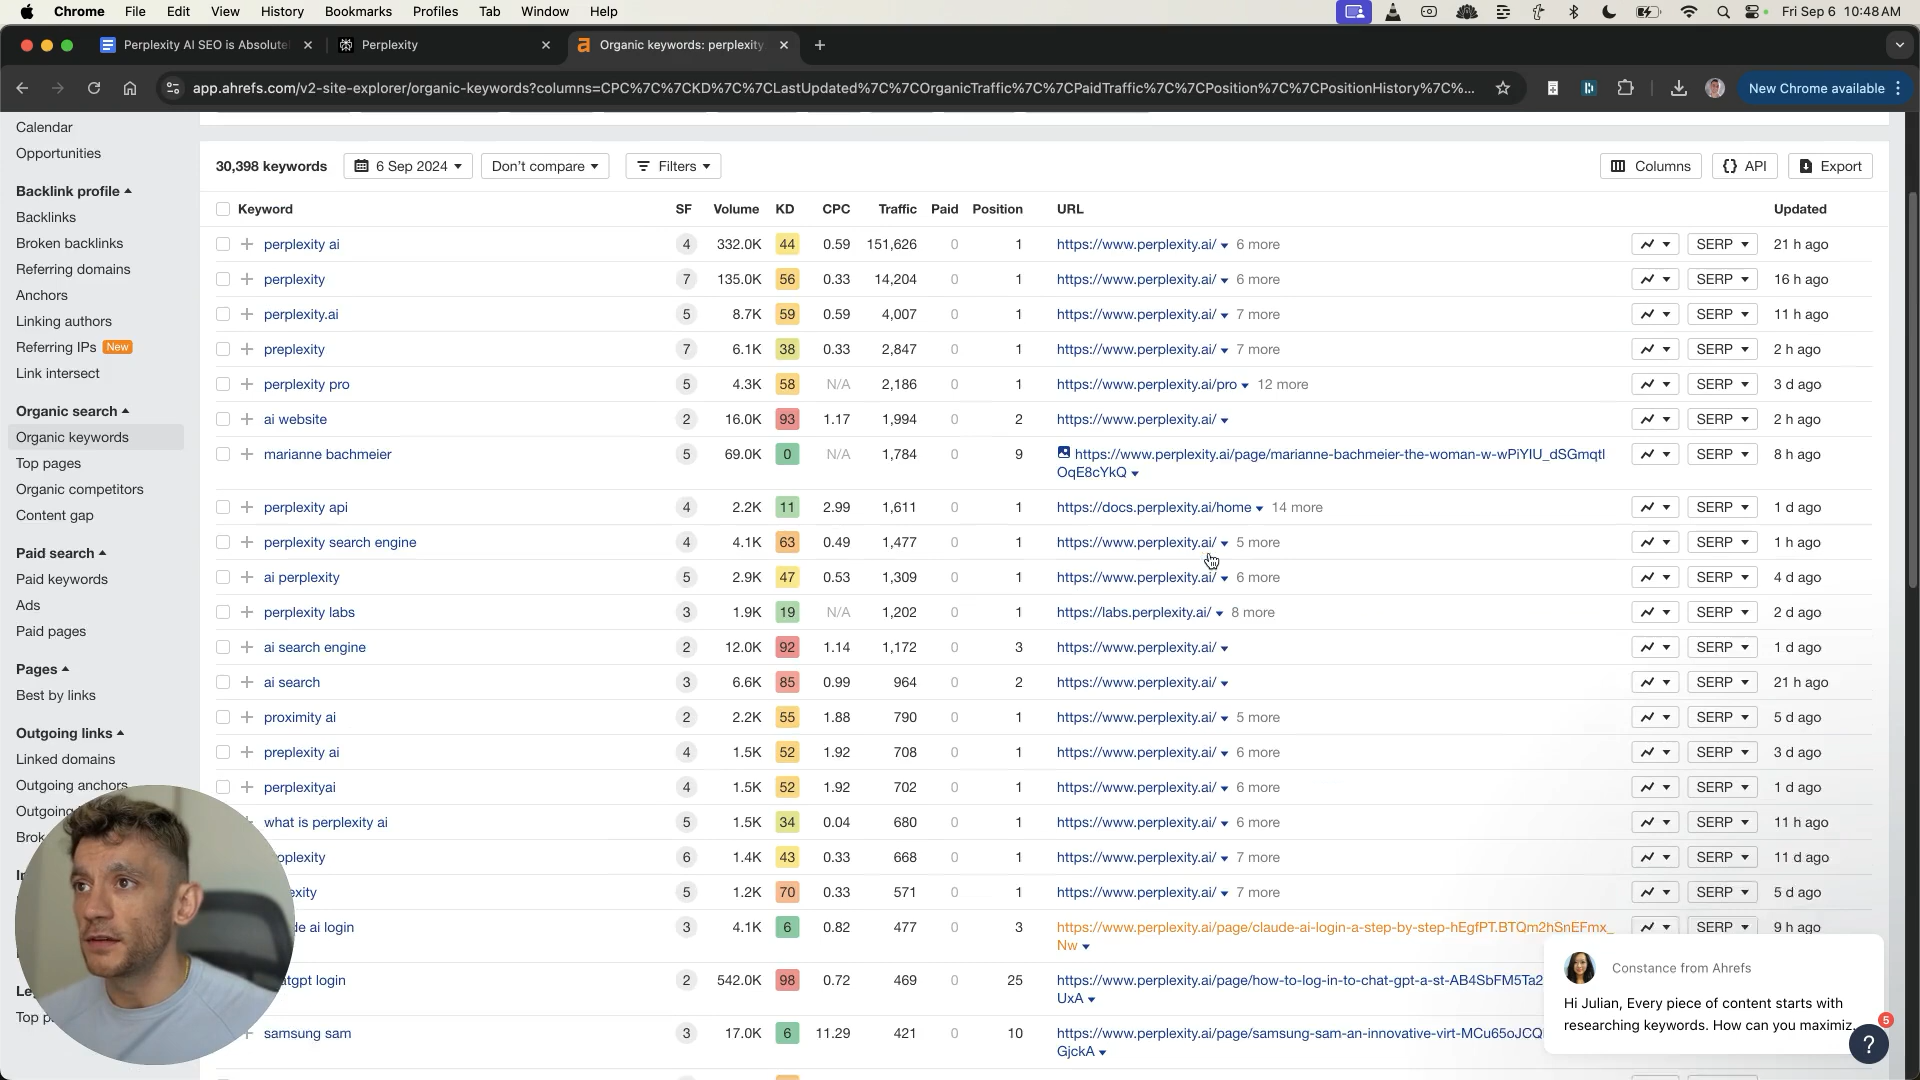 Chrome File Edit View History Bookmarks Profiles Tab Window Help Fri Sep 6 10:48 AM
Perplexity AI SEO is Absolute Perplexity Organic keywords: perplexity
app.ahrefs.com/v2-site-explorer/organic-keywords?columns=CPC%7C%7CKD%7C%7CLastUpdated%7C%7COrganicTraffic%7C%7CPaidTraffic%7C%7CPosition%7C%7CPositionHistory%7C%... New Chrome available
Calendar
Opportunities
Backlink profile
Backlinks
Broken backlinks
Referring domains
Anchors
Linking authors
Referring IPs New
Link intersect
Organic search
Organic keywords
Top pages
Organic competitors
Content gap
Paid search
Paid keywords
Ads
Paid pages
Pages
Best by links
Outgoing links
Linked domains
Outgoing anchors
Outgoing
Brok
In
Le
Top p
30,398 keywords 6 Sep 2024 Don't compare Filters Columns API Export
Keyword SF Volume KD CPC Traffic Paid Position URL Updated
perplexity ai 4 332.0K 44 0.59 151,626 0 1 https://www.perplexity.ai/ 6 more SERP 21 h ago
perplexity 7 135.0K 56 0.33 14,204 0 1 https://www.perplexity.ai/ 6 more SERP 16 h ago
perplexity.ai 5 8.7K 59 0.59 4,007 0 1 https://www.perplexity.ai/ 7 more SERP 11 h ago
preplexity 7 6.1K 38 0.33 2,847 0 1 https://www.perplexity.ai/ 7 more SERP 2 h ago
perplexity pro 5 4.3K 58 N/A 2,186 0 1 https://www.perplexity.ai/pro 12 more SERP 3 d ago
ai website 2 16.0K 93 1.17 1,994 0 2 https://www.perplexity.ai/ SERP 2 h ago
marianne bachmeier 5 69.0K 0 N/A 1,784 0 9 https://www.perplexity.ai/page/marianne-bachmeier-the-woman-w-wPiYIU_dSGmqtl SERP 8 h ago
OqE8cYkQ
perplexity api 4 2.2K 11 2.99 1,611 0 1 https://docs.perplexity.ai/home 14 more SERP 1 d ago
perplexity search engine 4 4.1K 63 0.49 1,477 0 1 https://www.perplexity.ai/ 5 more SERP 1 h ago
ai perplexity 5 2.9K 47 0.53 1,309 0 1 https://www.perplexity.ai/ 6 more SERP 4 d ago
perplexity labs 3 1.9K 19 N/A 1,202 0 1 https://labs.perplexity.ai/ 8 more SERP 2 d ago
ai search engine 2 12.0K 92 1.14 1,172 0 3 https://www.perplexity.ai/ SERP 1 d ago
ai search 3 6.6K 85 0.99 964 0 2 https://www.perplexity.ai/ SERP 21 h ago
proximity ai 2 2.2K 55 1.88 790 0 1 https://www.perplexity.ai/ 5 more SERP 5 d ago
preplexity ai 4 1.5K 52 1.92 708 0 1 https://www.perplexity.ai/ 6 more SERP 3 d ago
perplexityai 4 1.5K 52 1.92 702 0 1 https://www.perplexity.ai/ 6 more SERP 1 d ago
what is perplexity ai 5 1.5K 34 0.04 680 0 1 https://www.perplexity.ai/ 6 more SERP 11 h ago
oplexity 6 1.4K 43 0.33 668 0 1 https://www.perplexity.ai/ 7 more SERP 11 d ago
exity 5 1.2K 70 0.33 571 0 1 https://www.perplexity.ai/ 7 more SERP 5 d ago
de ai login 3 4.1K 6 0.82 477 0 3 https://www.perplexity.ai/page/claude-ai-login-a-step-by-step-hEgfPT.BTQm2hSnEFmx_ SERP 9 h ago
Nw
atgpt login 2 542.0K 98 0.72 469 0 25 https://www.perplexity.ai/page/how-to-log-in-to-chat-gpt-a-st-AB4SbFM5Ta2
UxA
samsung sam 3 17.0K 6 11.29 421 0 10 https://www.perplexity.ai/page/samsung-sam-an-innovative-virt-MCu65oJCQ
GjckA
Constance from Ahrefs
Hi Julian, Every piece of content starts with
researching keywords. How can you maximiz...
5
?